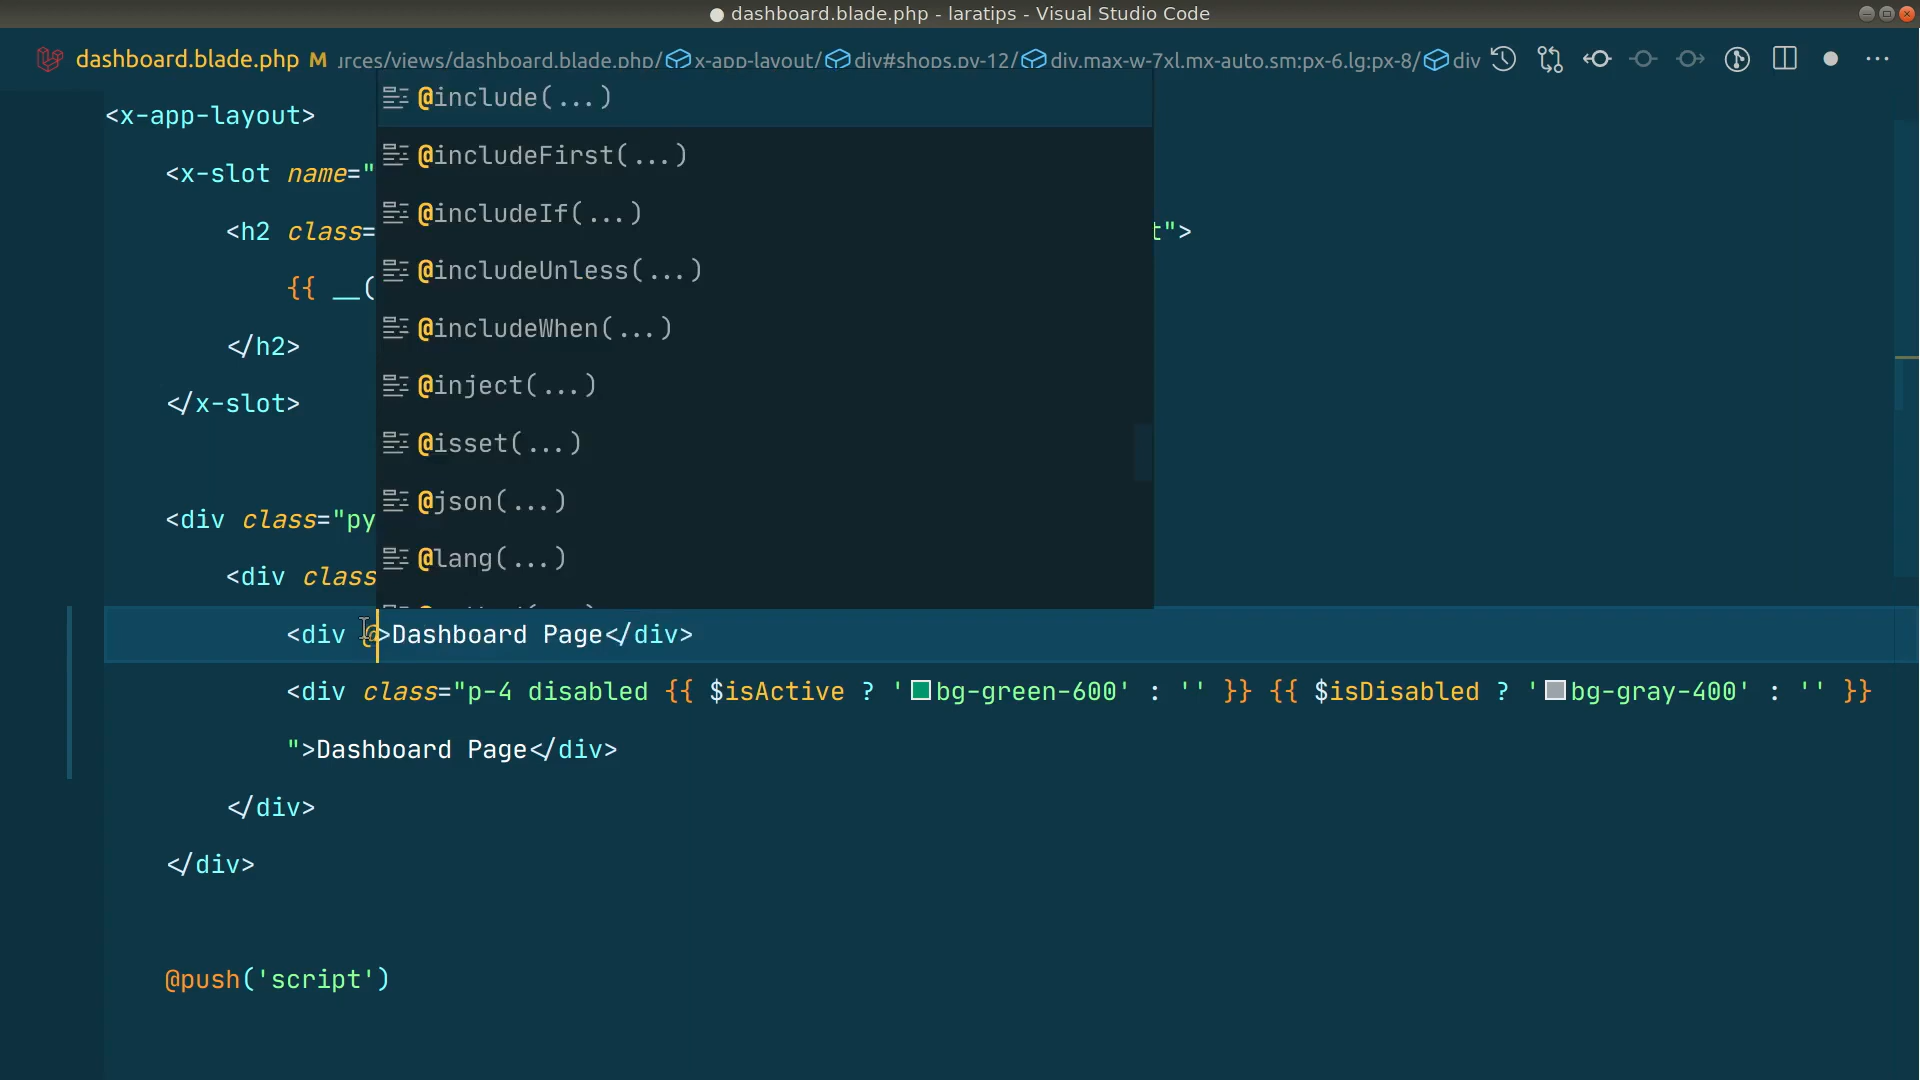 dashboard.blade.php - laratips - Visual Studio Code
dashboard.blade.php M urces/views/dashboard.blade.php/ x-app-layout/ div#shops.py-12/ div.max-w-7xl.mx-auto.sm:px-6.lg:px-8/ div
<x-app-layout>
<x-slot name="
<h2 class= t">
{{ __(
</h2>
</x-slot>
<div class="py
<div class
@include(...)
@includeFirst(...)
@includeIf(...)
@includeUnless(...)
@includeWhen(...)
@inject(...)
@isset(...)
@json(...)
@lang(...)
<div @>Dashboard Page</div>
<div class="p-4 disabled {{ $isActive ? 'bg-green-600' : '' }} {{ $isDisabled ? 'bg-gray-400' : '' }}
">Dashboard Page</div>
</div>
</div>
@push('script')